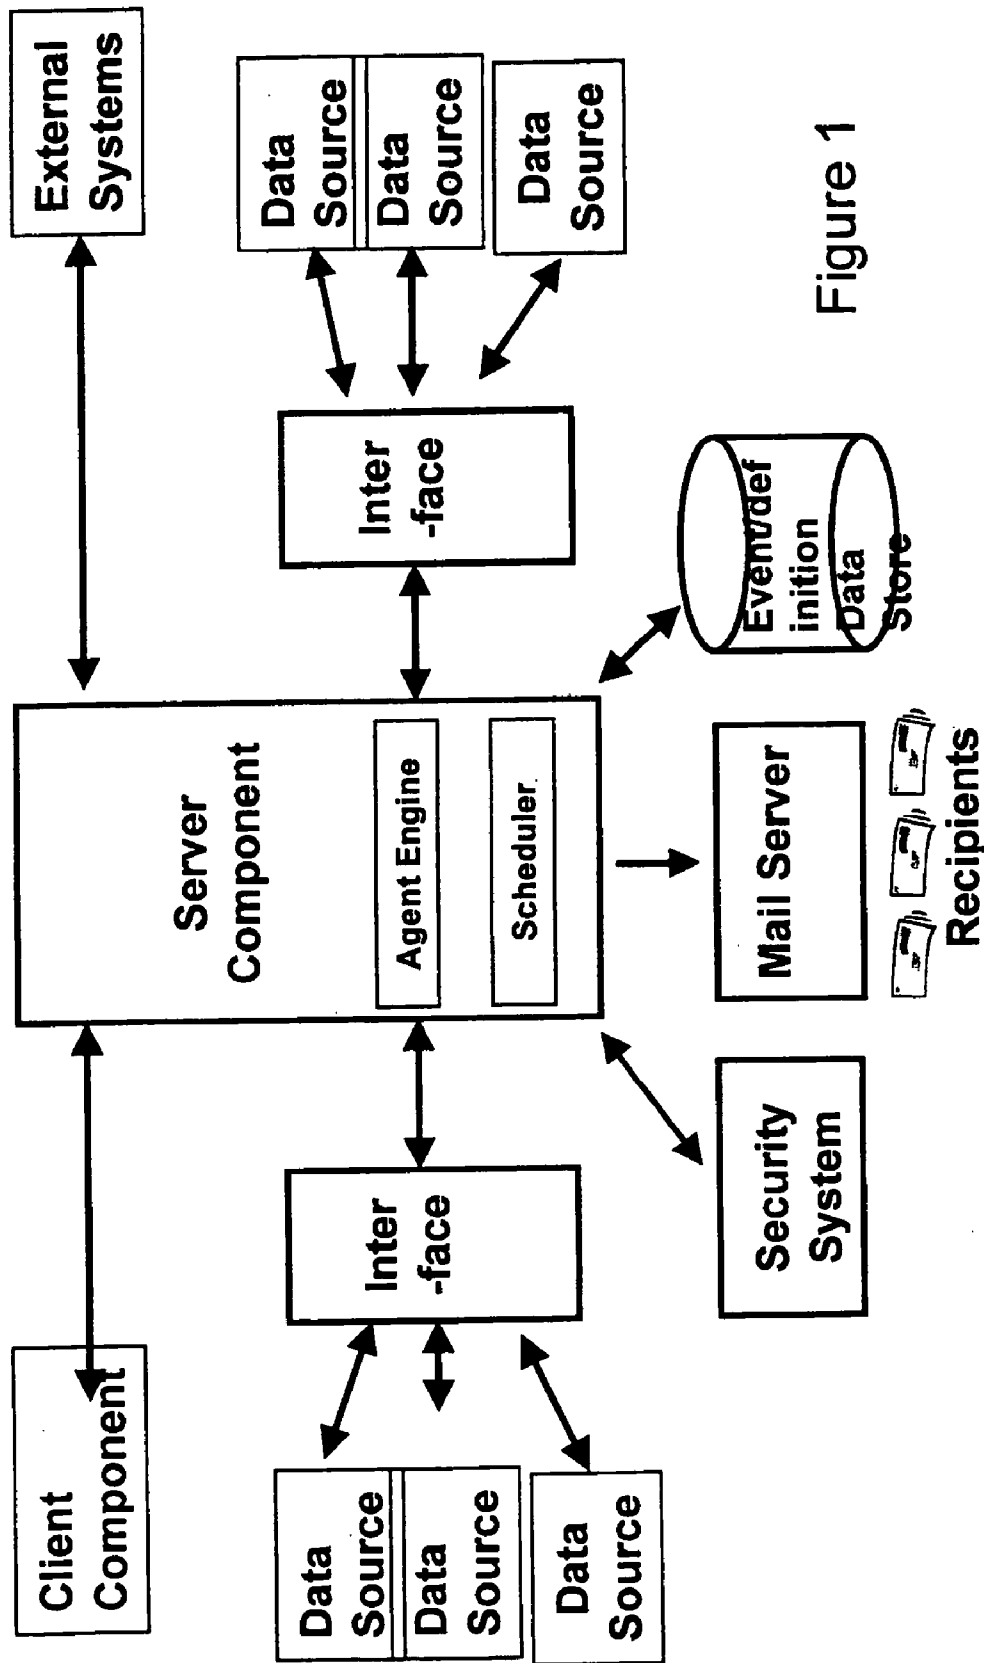 Client
Component
External
Systems
Server
Component
Agent Engine
Scheduler
Data
Source
Data
Source
Data
Source
Inter
-face
Inter
-face
Data
Source
Data
Source
Data
Source
Security
System
Mail Server
Recipients
Event/def
inition
Data
Store
Figure 1